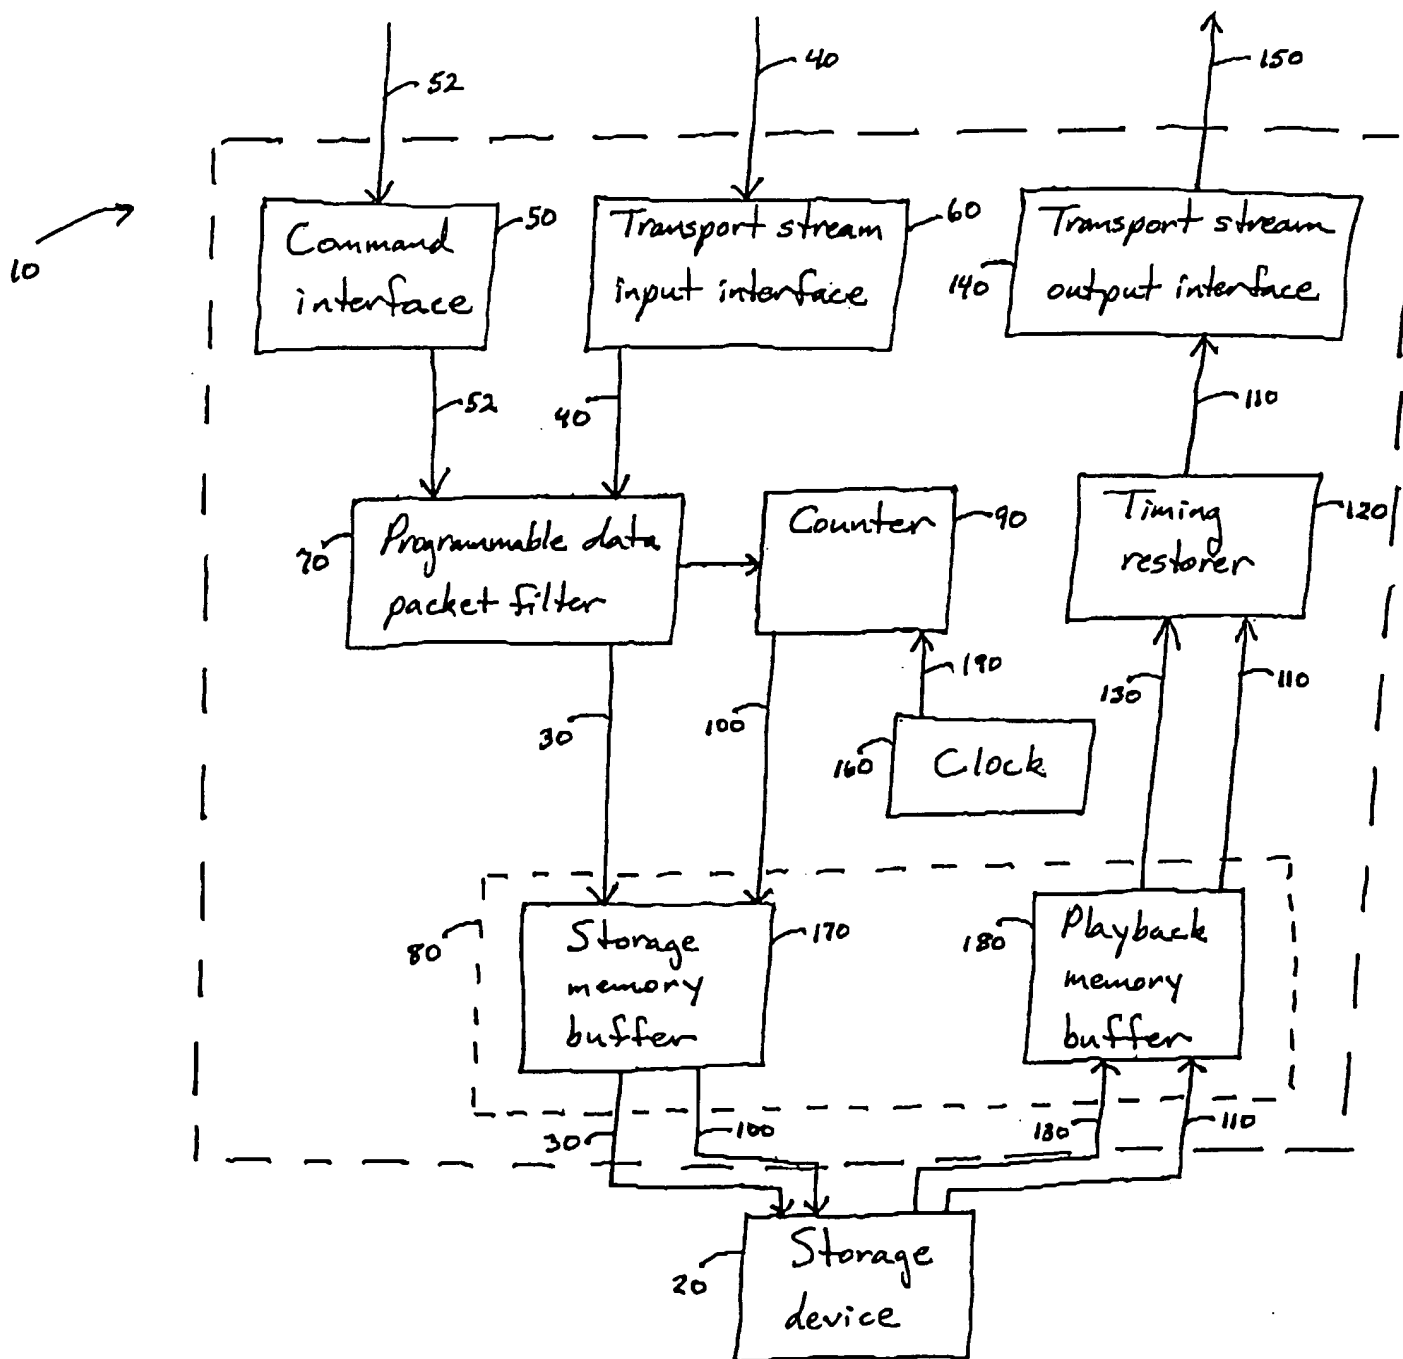 52
40
150
10
Command
interface
50
Transport stream
input interface
60
Transport stream
output interface
140
52
40
110
Programmable data
packet filter
70
Counter
90
Timing
restorer
120
190
130
110
30
100
160
Clock
80
Storage
memory
buffer
170
180
Playback
memory
buffer
30
100
130
110
20
Storage
device